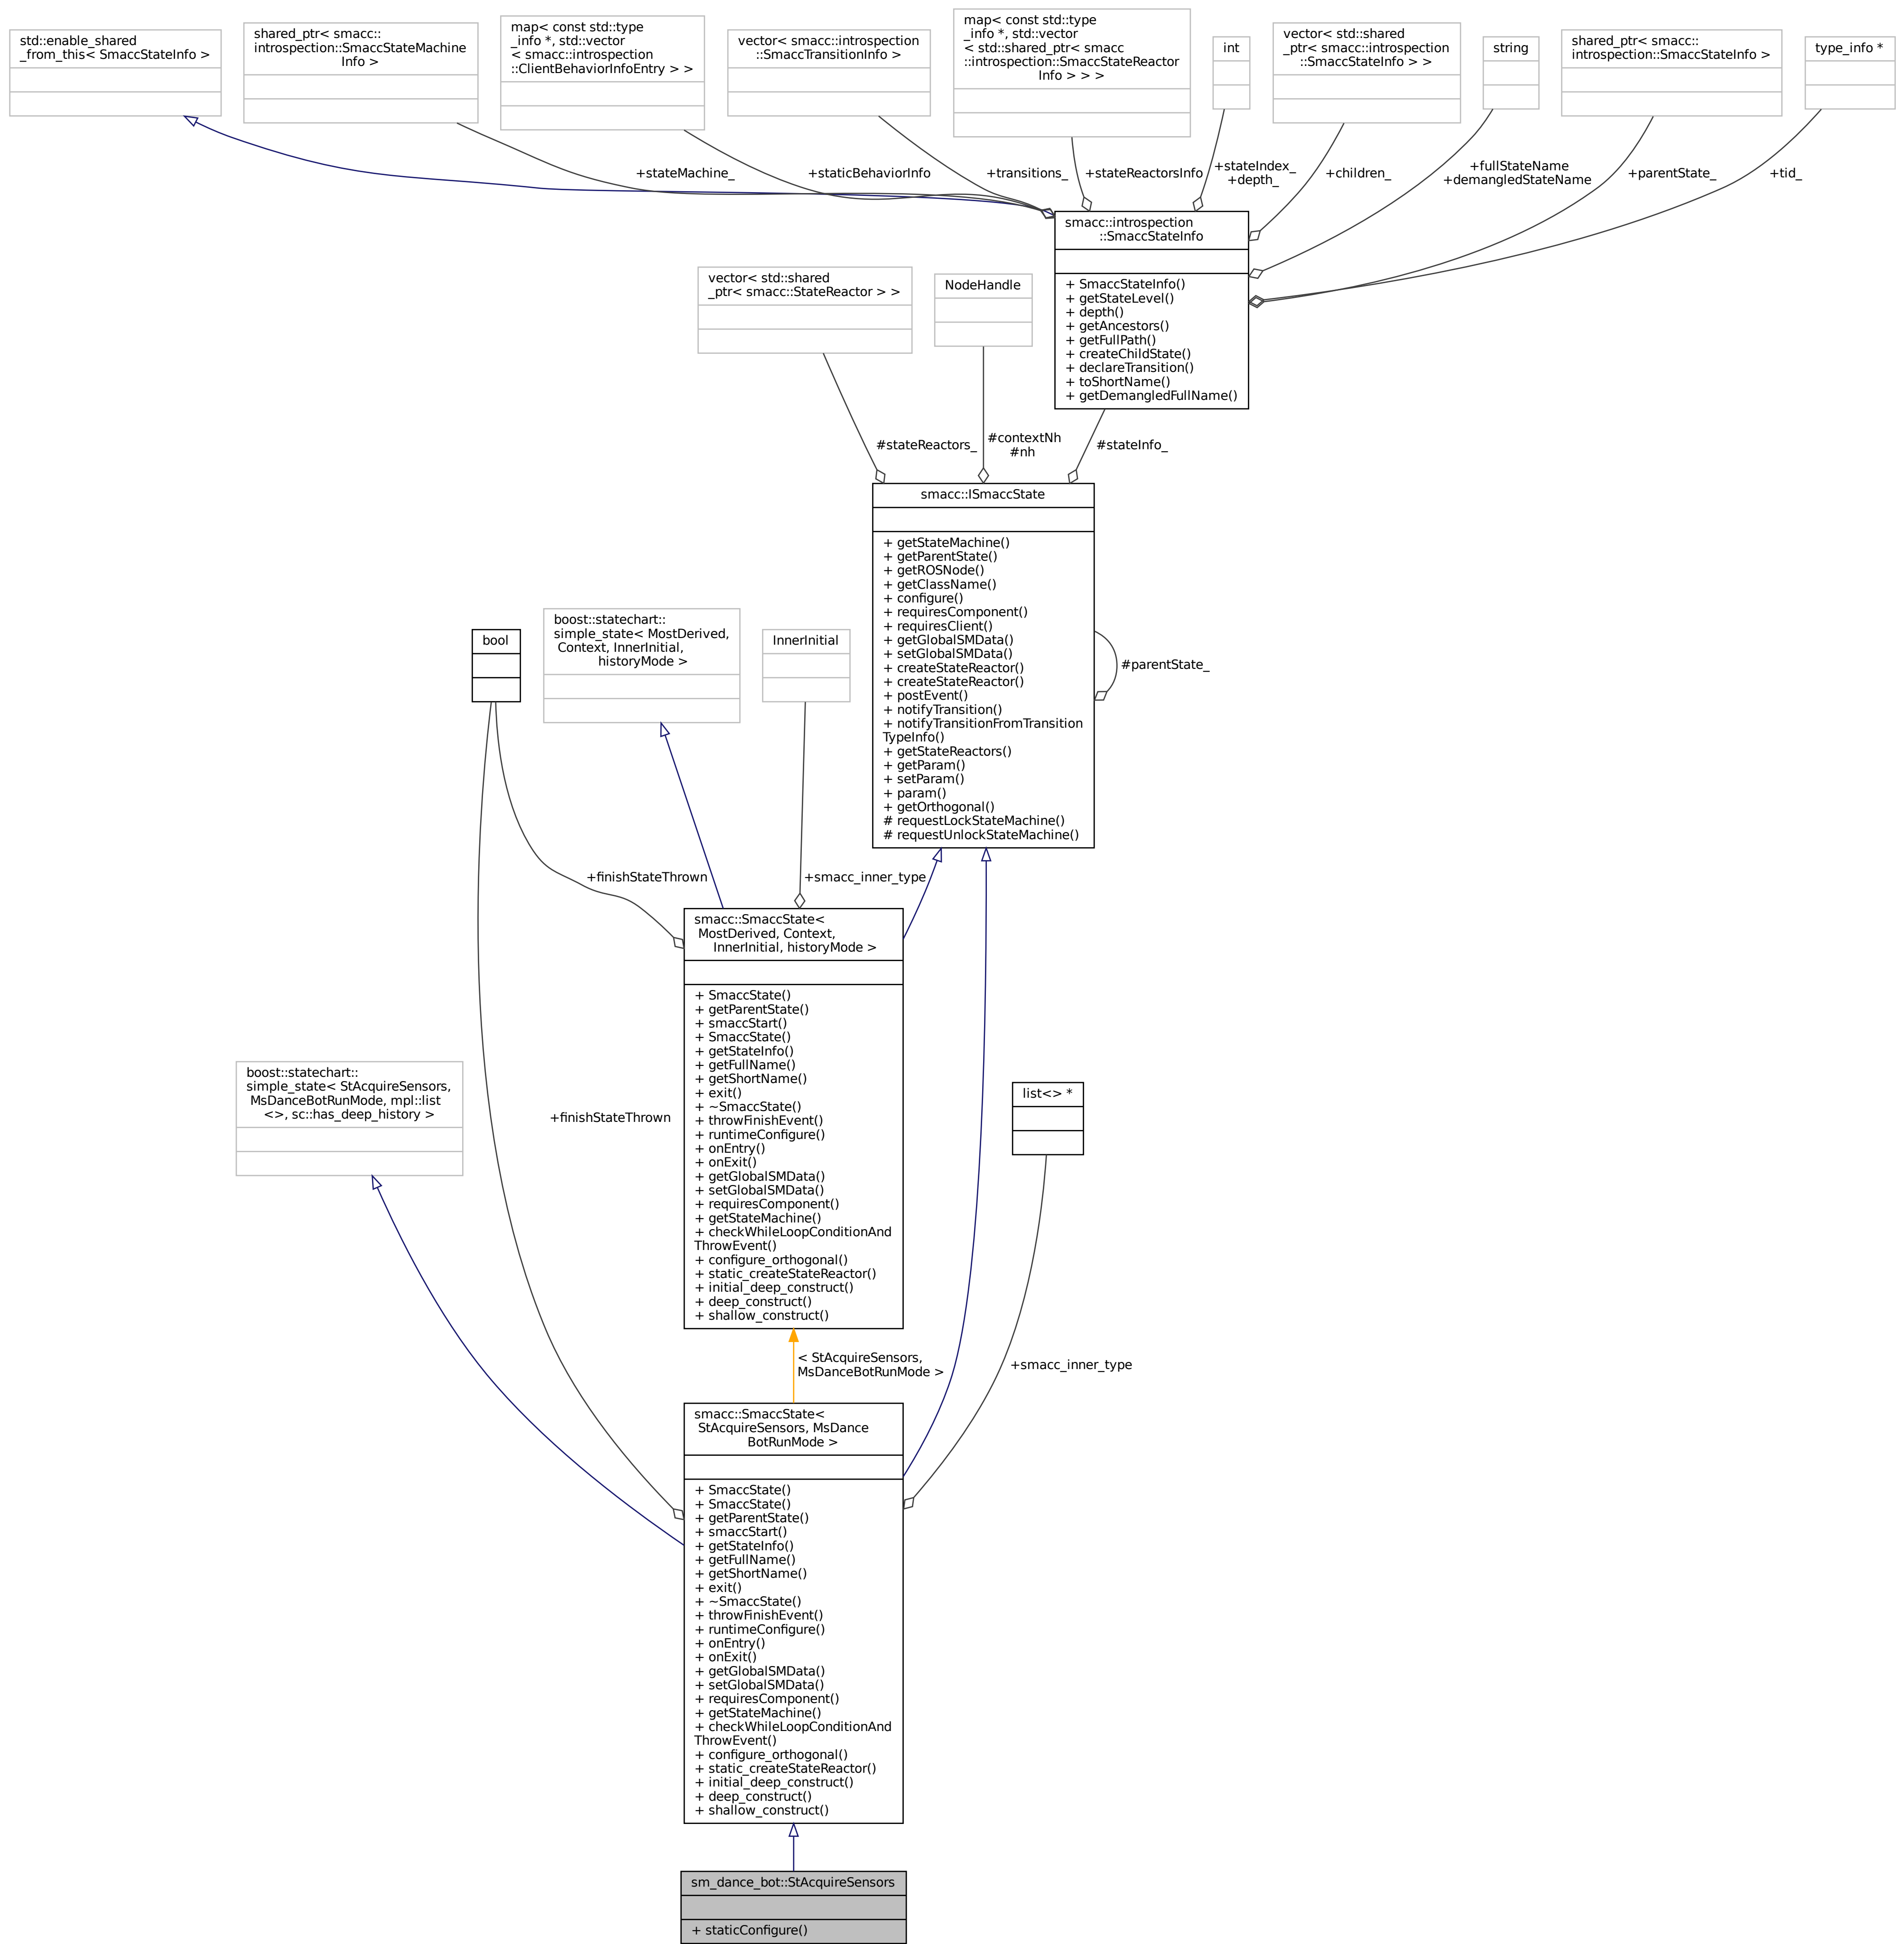 std::enable_shared
_from_this< SmaccStateInfo >
shared_ptr< smacc::
introspection::SmaccStateMachine
Info >
map< const std::type
_info *, std::vector
< smacc::introspection
::ClientBehaviorInfoEntry > >
vector< smacc::introspection
::SmaccTransitionInfo >
map< const std::type
_info *, std::vector
< std::shared_ptr< smacc
::introspection::SmaccStateReactor
Info > > >
int
vector< std::shared
_ptr< smacc::introspection
::SmaccStateInfo > >
string
shared_ptr< smacc::
introspection::SmaccStateInfo >
type_info *
+stateMachine_
+staticBehaviorInfo
+transitions_
+stateReactorsInfo
+stateIndex_
+depth_
+children_
+fullStateName
+demangledStateName
+parentState_
+tid_
smacc::introspection
::SmaccStateInfo
+ SmaccStateInfo()
+ getStateLevel()
+ depth()
+ getAncestors()
+ getFullPath()
+ createChildState()
+ declareTransition()
+ toShortName()
+ getDemangledFullName()
vector< std::shared
_ptr< smacc::StateReactor > >
NodeHandle
#stateReactors_
#contextNh
#nh
#stateInfo_
smacc::ISmaccState
+ getStateMachine()
+ getParentState()
+ getROSNode()
+ getClassName()
+ configure()
+ requiresComponent()
+ requiresClient()
+ getGlobalSMData()
+ setGlobalSMData()
+ createStateReactor()
+ createStateReactor()
+ postEvent()
+ notifyTransition()
+ notifyTransitionFromTransition
TypeInfo()
+ getStateReactors()
+ getParam()
+ setParam()
+ param()
+ getOrthogonal()
# requestLockStateMachine()
# requestUnlockStateMachine()
#parentState_
bool
boost::statechart::
simple_state< MostDerived,
Context, InnerInitial,
historyMode >
InnerInitial
+finishStateThrown
+smacc_inner_type
smacc::SmaccState<
MostDerived, Context,
InnerInitial, historyMode >
+ SmaccState()
+ getParentState()
+ smaccStart()
+ SmaccState()
+ getStateInfo()
+ getFullName()
+ getShortName()
+ exit()
+ ~SmaccState()
+ throwFinishEvent()
+ runtimeConfigure()
+ onEntry()
+ onExit()
+ getGlobalSMData()
+ setGlobalSMData()
+ requiresComponent()
+ getStateMachine()
+ checkWhileLoopConditionAnd
ThrowEvent()
+ configure_orthogonal()
+ static_createStateReactor()
+ initial_deep_construct()
+ deep_construct()
+ shallow_construct()
boost::statechart::
simple_state< StAcquireSensors,
MsDanceBotRunMode, mpl::list
<>, sc::has_deep_history >
+finishStateThrown
list<> *
< StAcquireSensors,
MsDanceBotRunMode >
+smacc_inner_type
smacc::SmaccState<
StAcquireSensors, MsDance
BotRunMode >
+ SmaccState()
+ SmaccState()
+ getParentState()
+ smaccStart()
+ getStateInfo()
+ getFullName()
+ getShortName()
+ exit()
+ ~SmaccState()
+ throwFinishEvent()
+ runtimeConfigure()
+ onEntry()
+ onExit()
+ getGlobalSMData()
+ setGlobalSMData()
+ requiresComponent()
+ getStateMachine()
+ checkWhileLoopConditionAnd
ThrowEvent()
+ configure_orthogonal()
+ static_createStateReactor()
+ initial_deep_construct()
+ deep_construct()
+ shallow_construct()
sm_dance_bot::StAcquireSensors
+ staticConfigure()